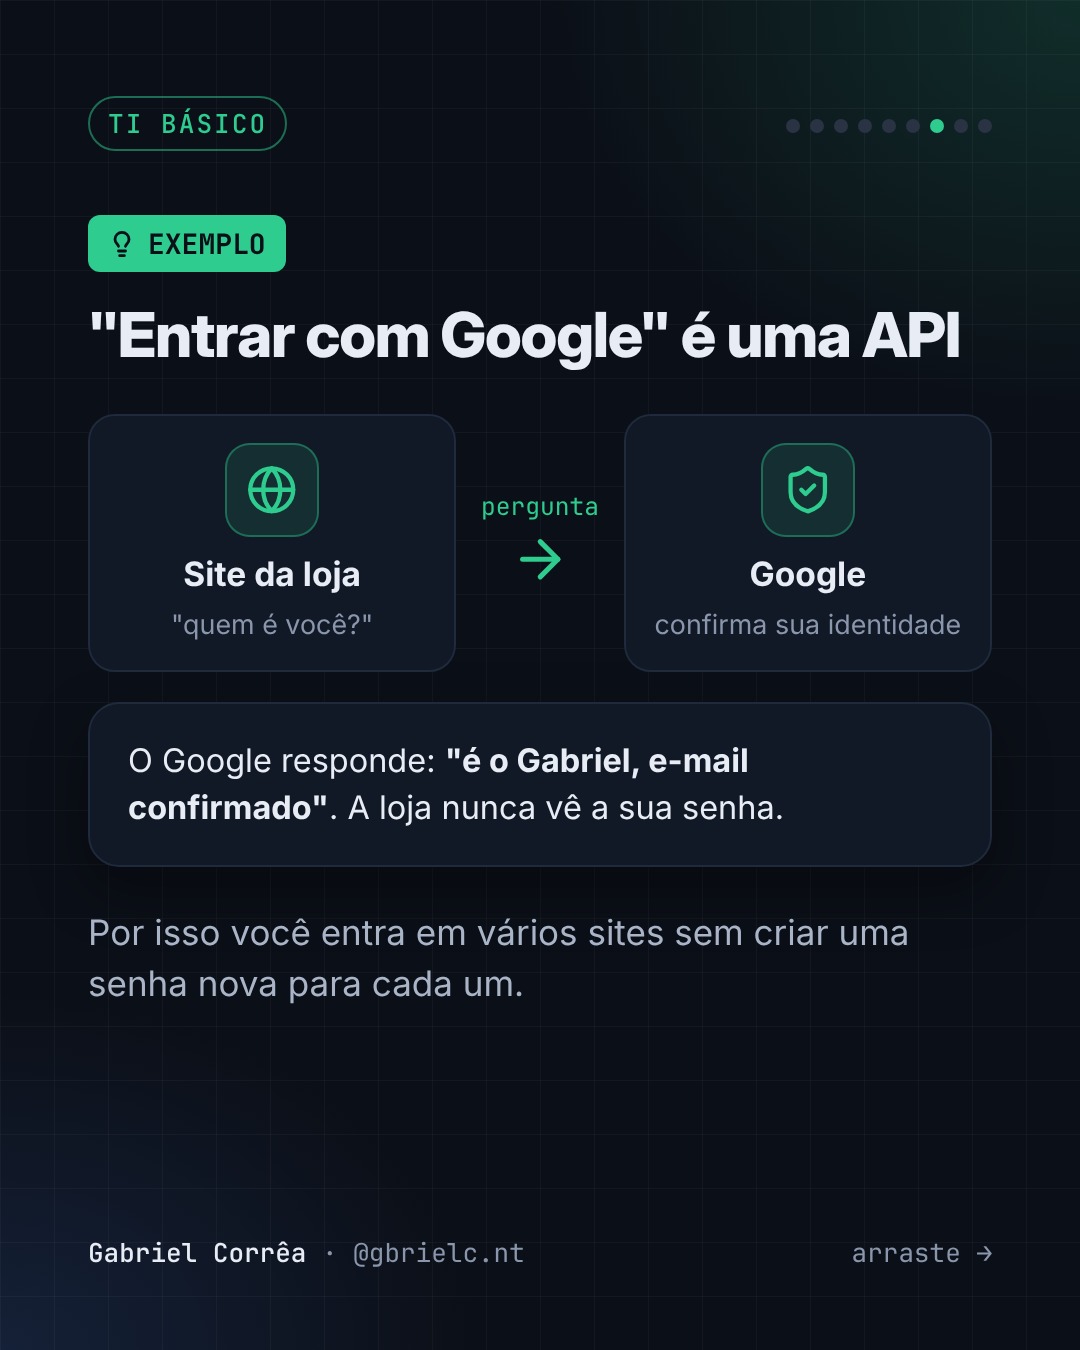 TI BÁSICO
EXEMPLO
"Entrar com Google" é uma API
Site da loja
"quem é você?"
pergunta
→
Google
confirma sua identidade
O Google responde: "é o Gabriel, e-mail
confirmado". A loja nunca vê a sua senha.
Por isso você entra em vários sites sem criar uma
senha nova para cada um.
Gabriel Corrêa · @gbrielc.nt
arraste →